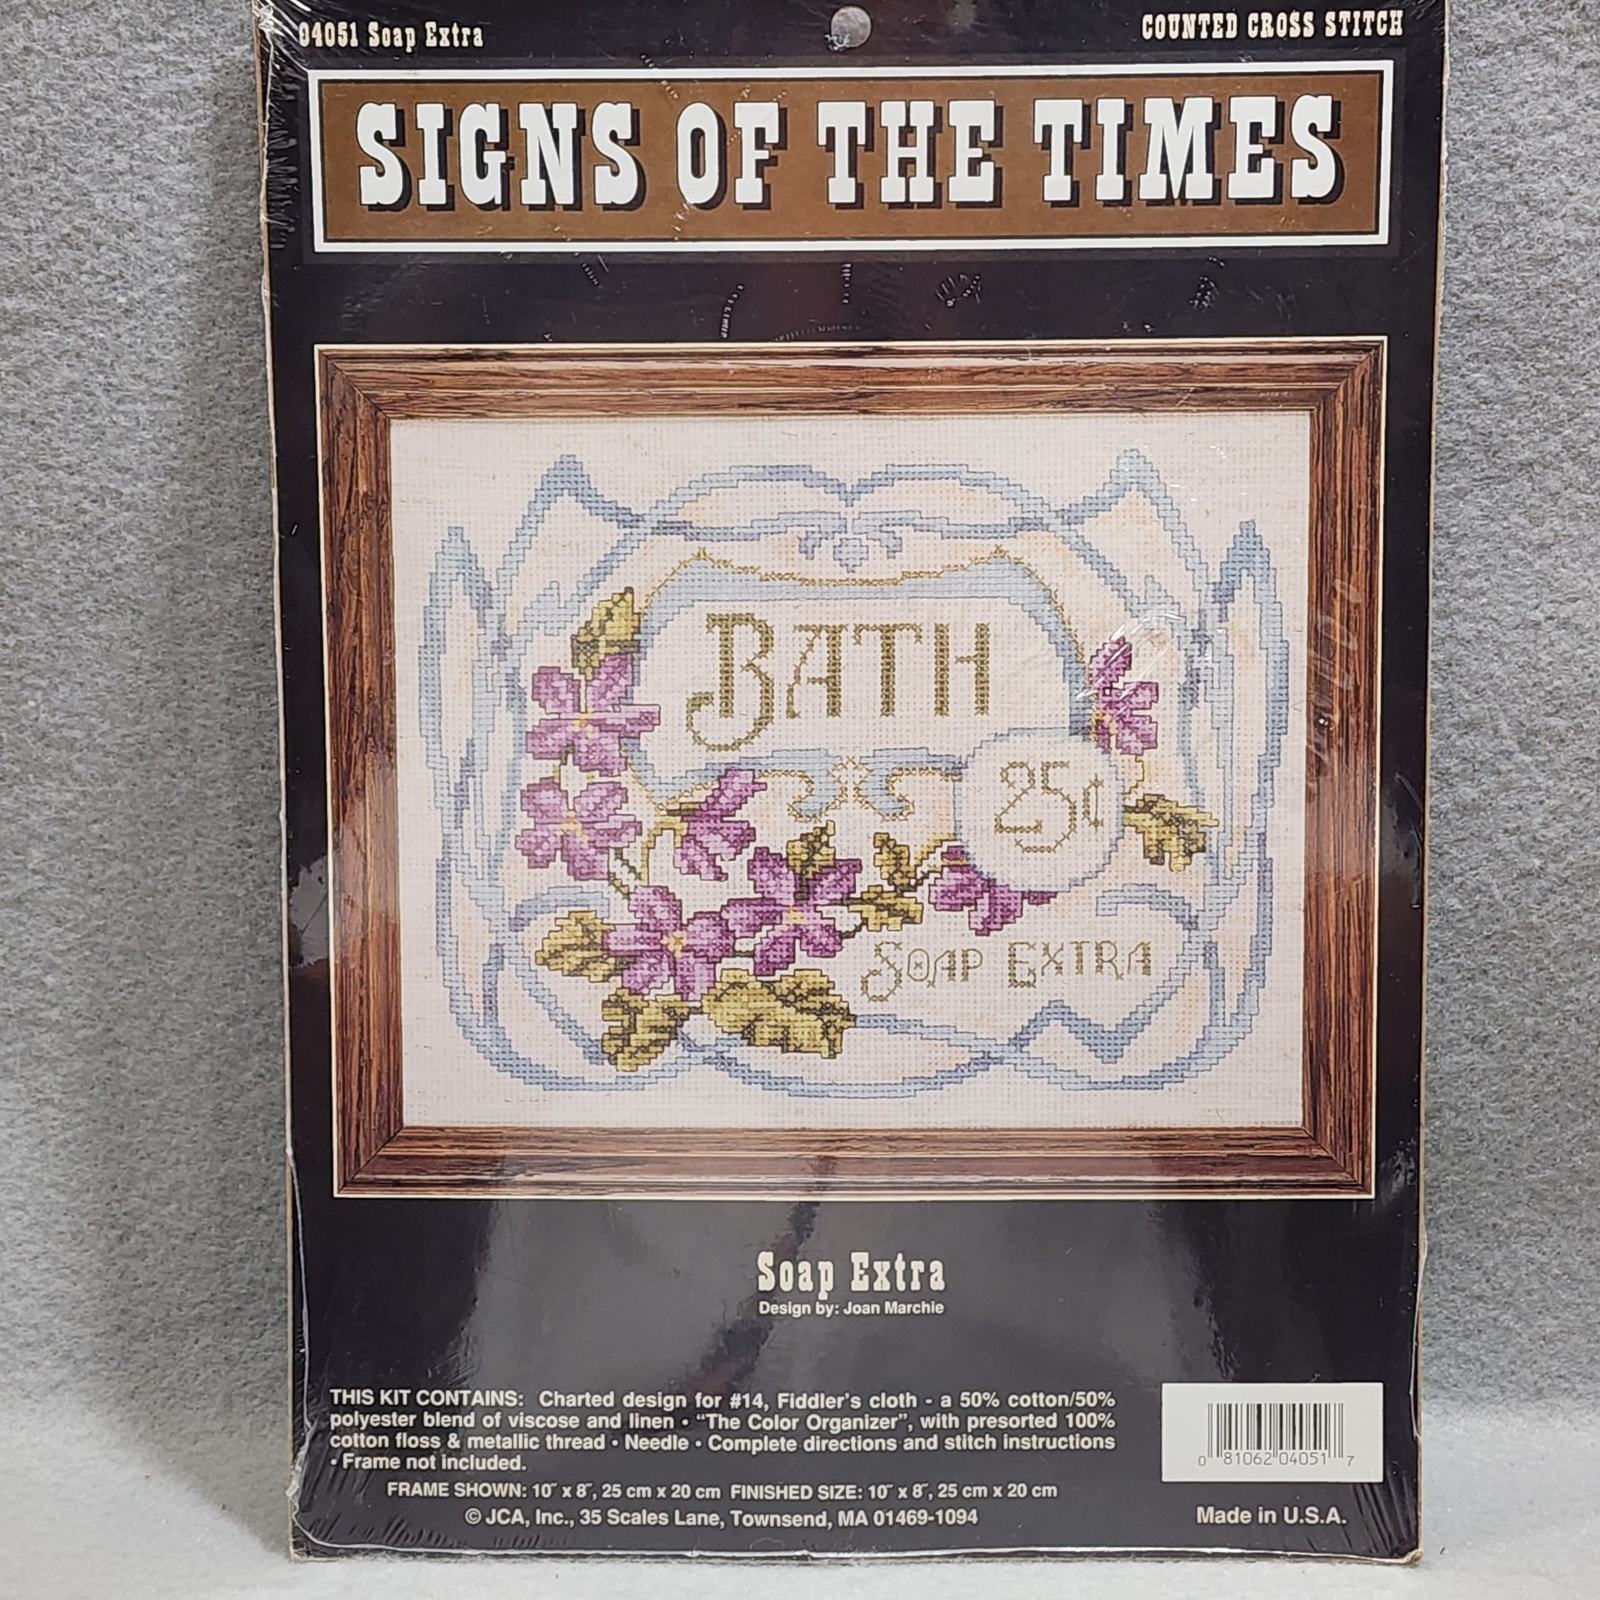 04051 Soap Extra
COUNTED CROSS STITCH
SIGNS OF THE TIMES
BATH
25¢
SOAP EXTRA
Soap Extra
Design by: Joan Marchie
THIS KIT CONTAINS: Charted design for #14, Fiddler's cloth - a 50% cotton/50%
polyester blend of viscose and linen • "The Color Organizer", with presorted 100%
cotton floss & metallic thread • Needle • Complete directions and stitch instructions
• Frame not included.
FRAME SHOWN: 10" x 8", 25 cm x 20 cm FINISHED SIZE: 10" x 8", 25 cm x 20 cm
© JCA, Inc., 35 Scales Lane, Townsend, MA 01469-1094
0 81062 04051 7
Made in U.S.A.